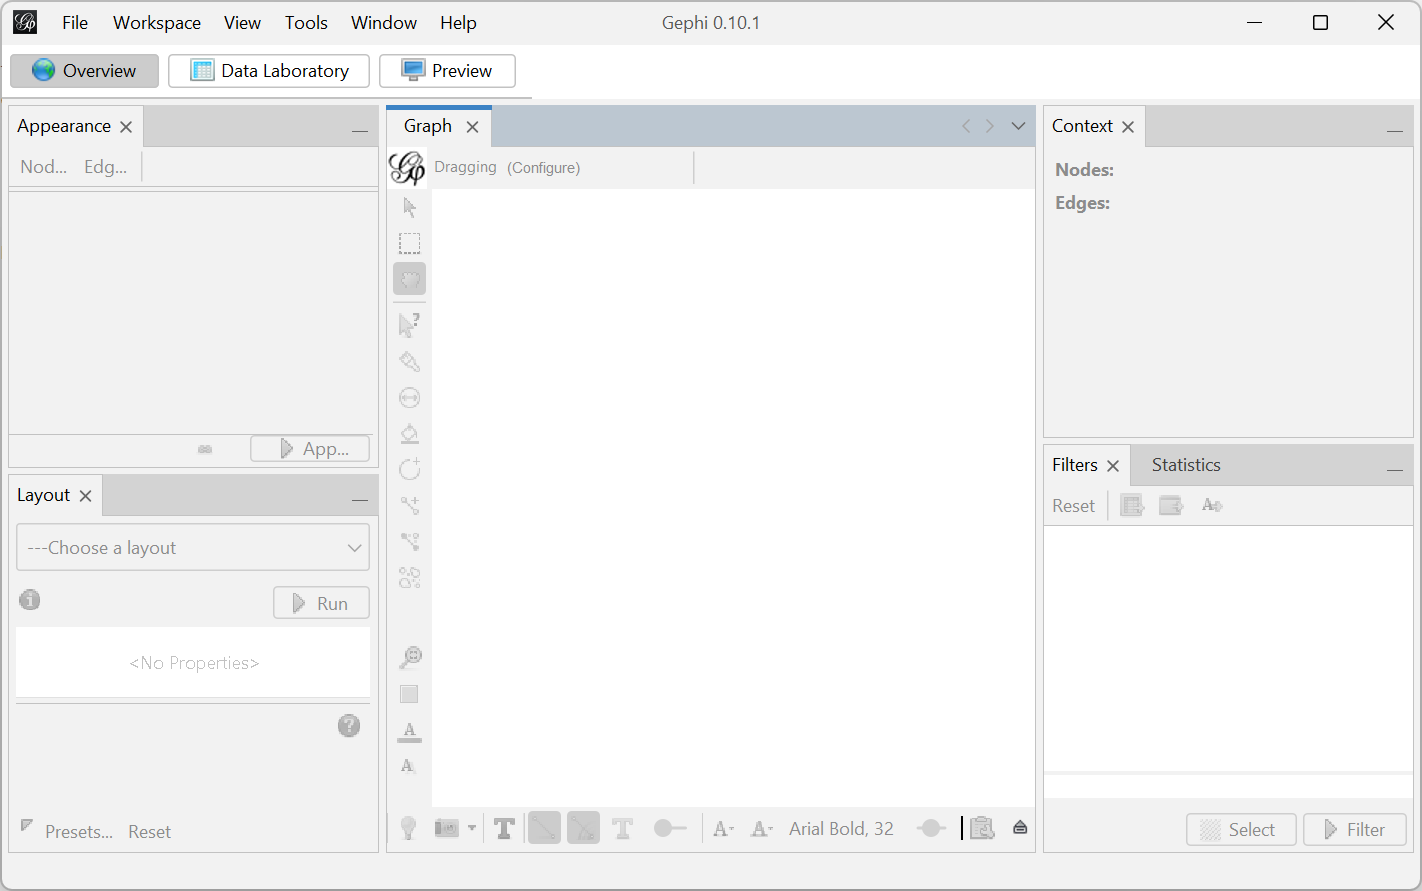 File Workspace View Tools Window Help Gephi 0.10.1
Overview Data Laboratory Preview
Appearance
Nod... Edg...
App...
Layout
---Choose a layout
Run
<No Properties>
Presets... Reset
Graph
Dragging (Configure)
Arial Bold, 32
Context
Nodes:
Edges:
Filters Statistics
Reset
Select Filter